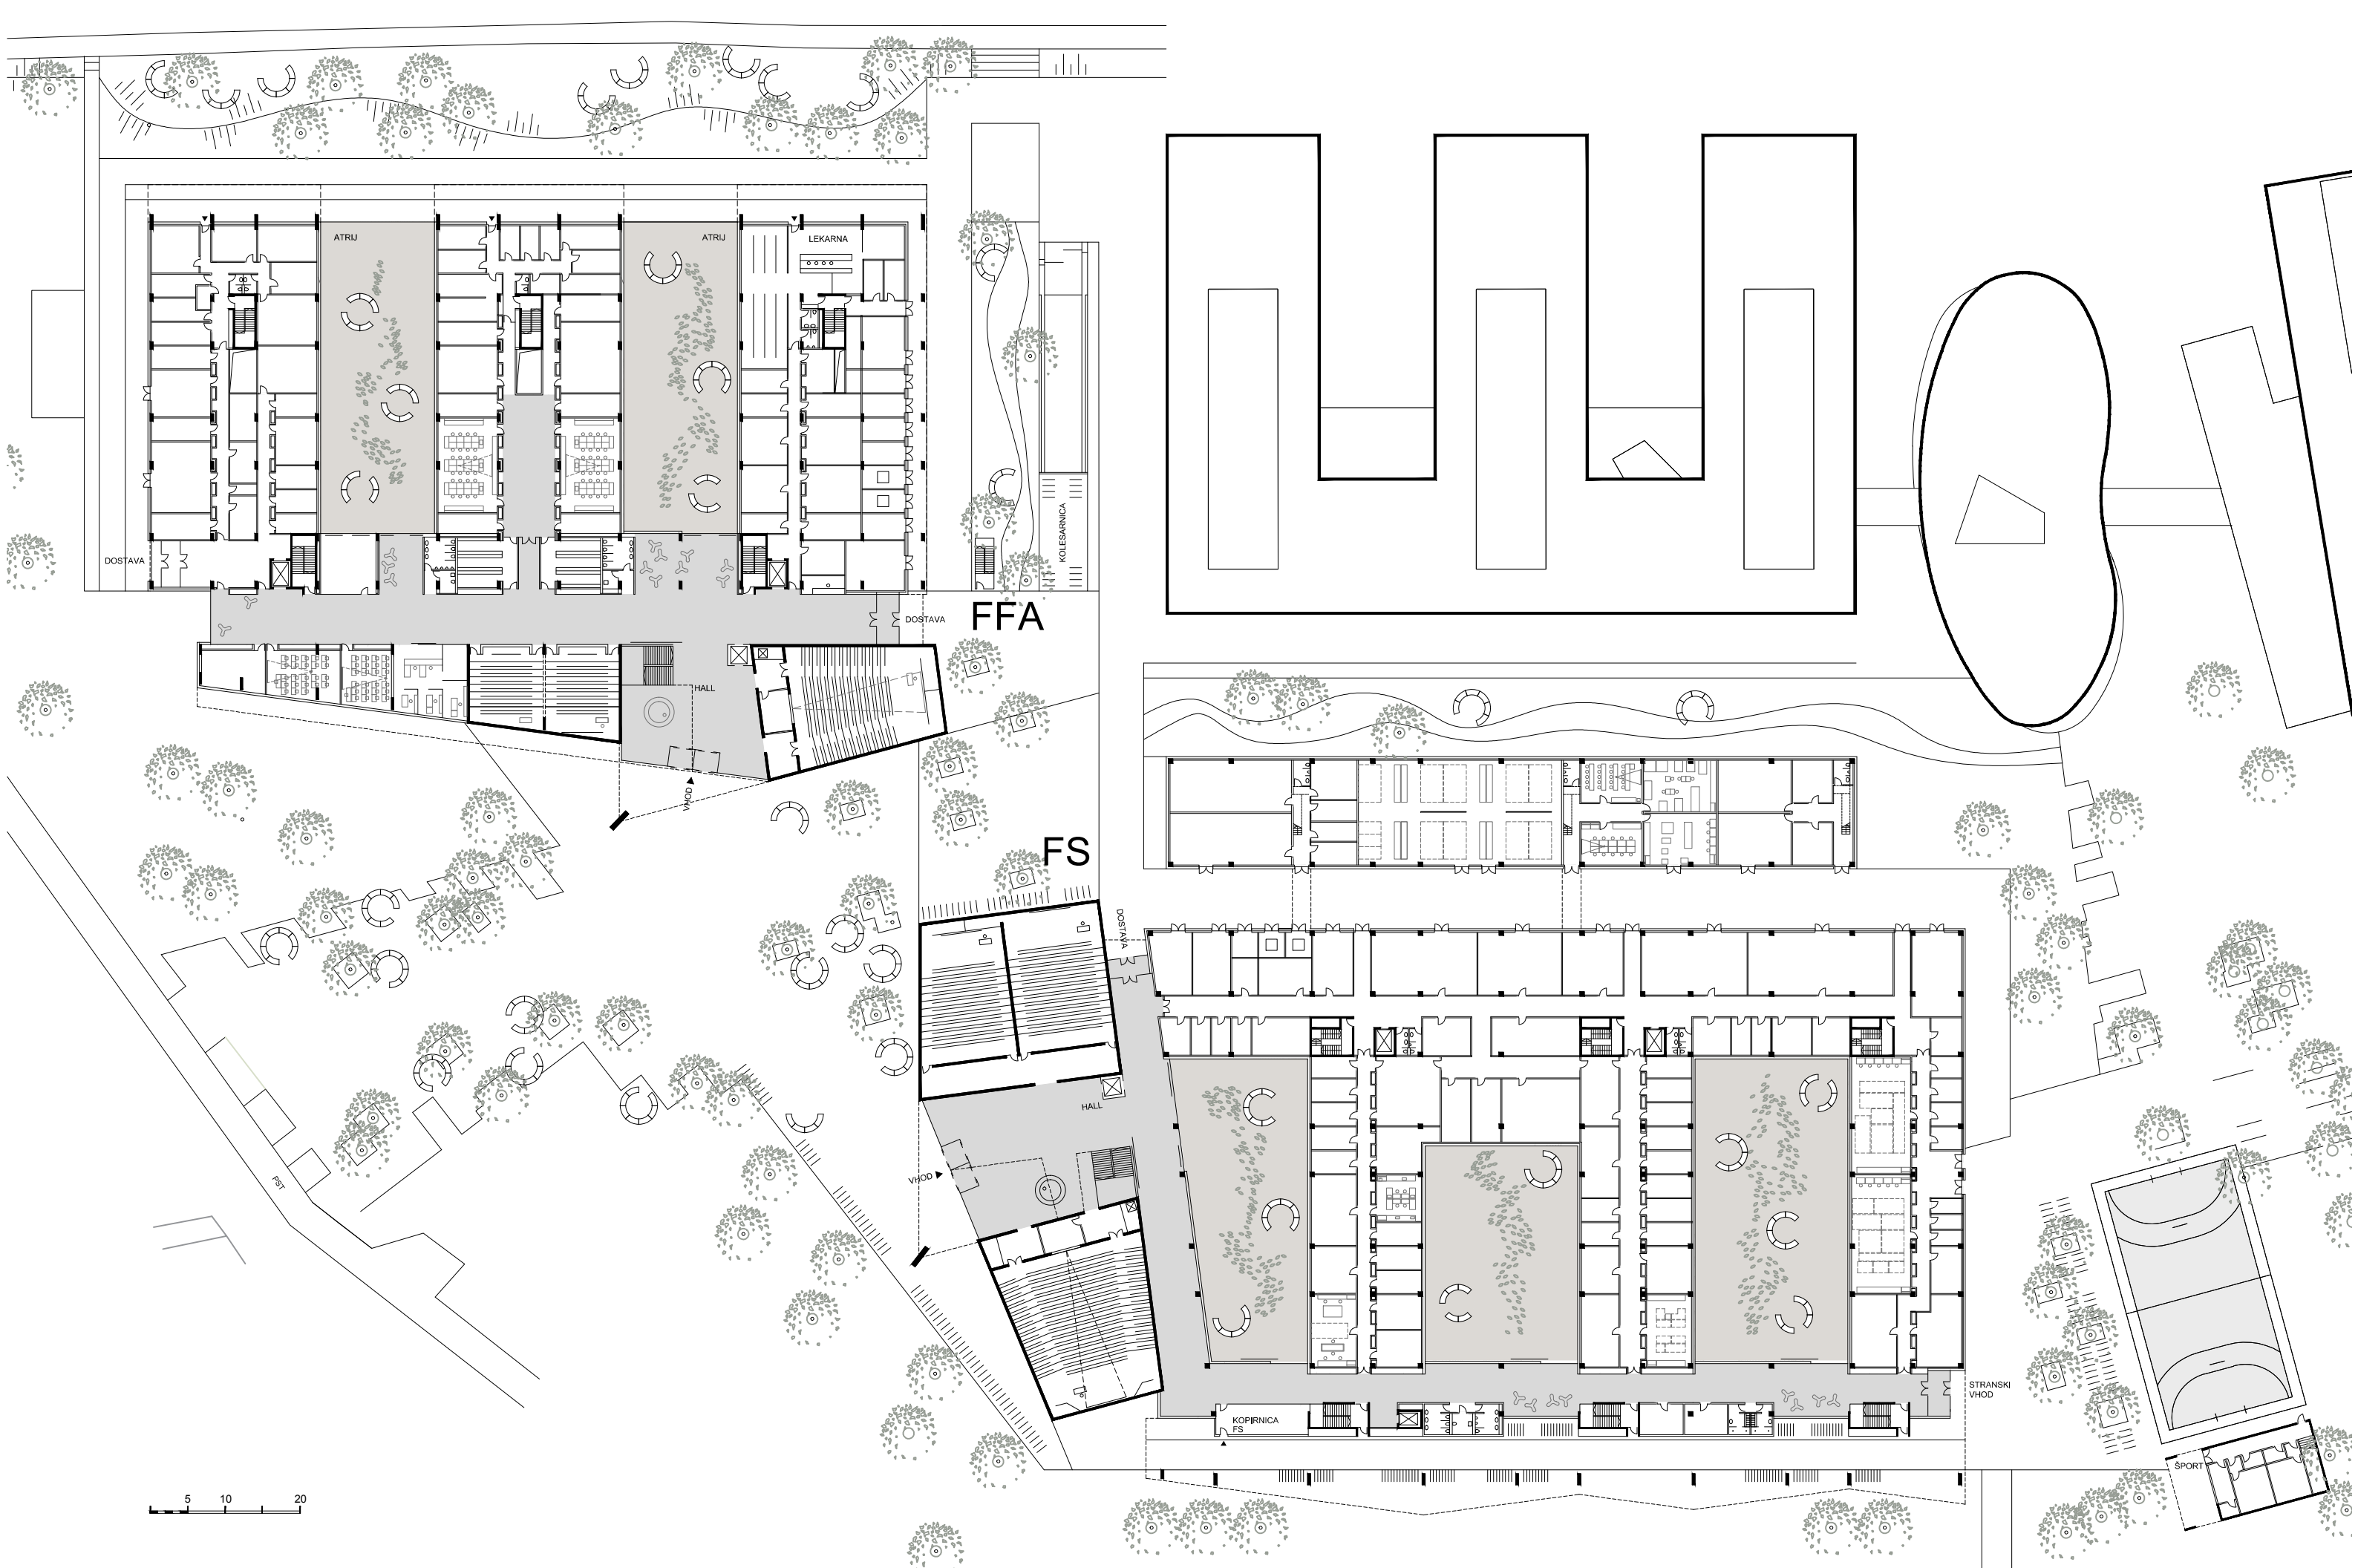 ATRIJ
ATRIJ
LEKARNA
DOSTAVA
KOLESARNICA
FFA
DOSTAVA
HALL
VHOD
FS
DOSTAVA
HALL
VHOD
PST
STRANSKI
VHOD
KOPIRNICA
FS
ŠPORT
5 10 20